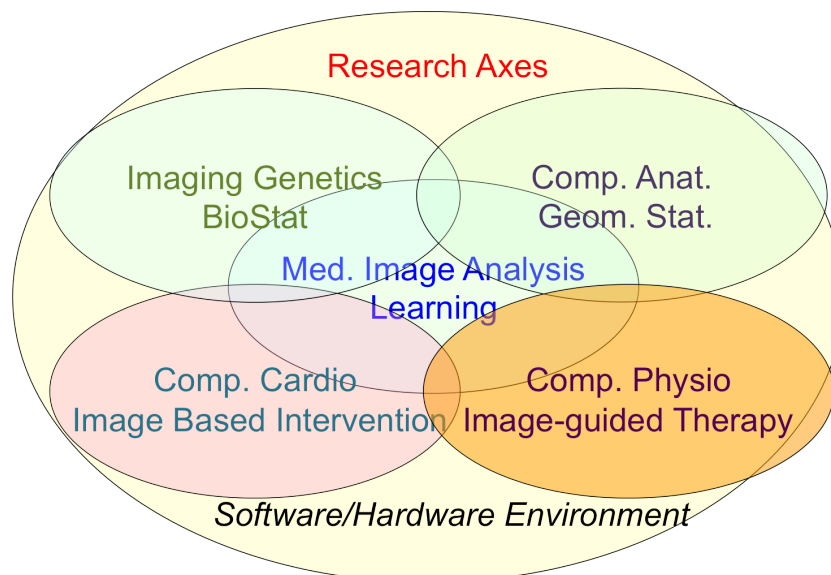 Research Axes
Imaging Genetics
BioStat
Comp. Anat.
Geom. Stat.
Med. Image Analysis
Learning
Comp. Cardio
Image Based Intervention
Comp. Physio
Image-guided Therapy
Software/Hardware Environment